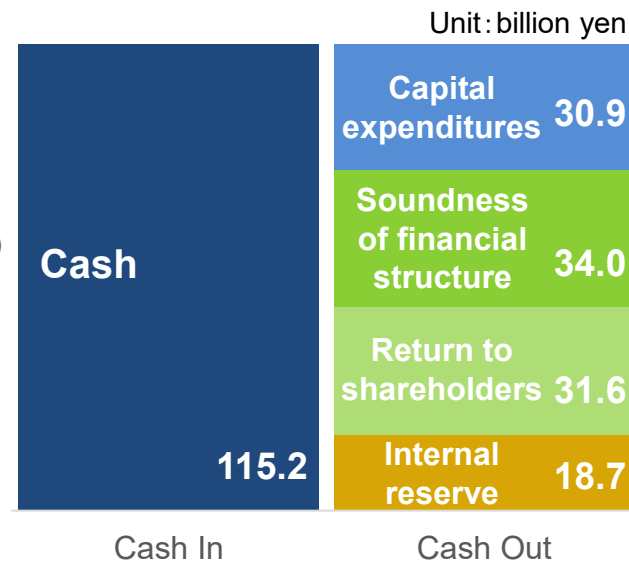 Unit：billion yen
Capital
expenditures 30.9
Soundness
of financial
structure 34.0
Cash
Return to
shareholders 31.6
115.2
Internal
reserve 18.7
Cash In
Cash Out